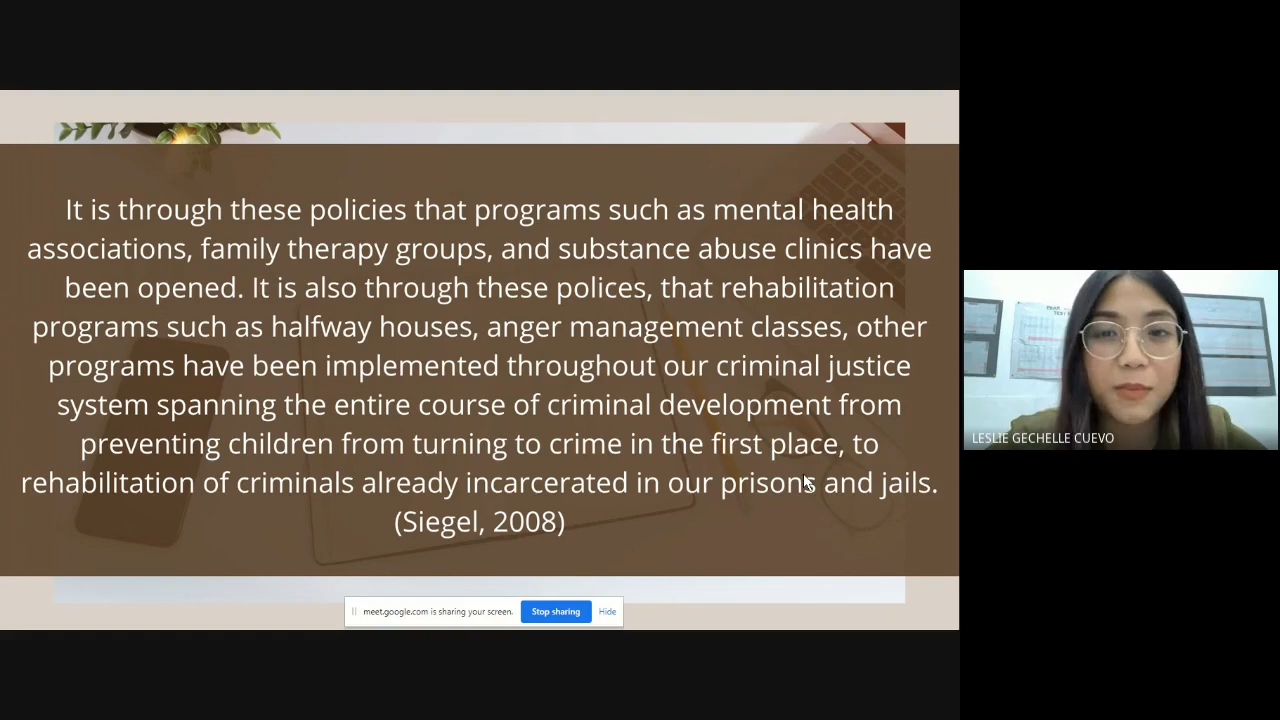 It is through these policies that programs such as mental health
associations, family therapy groups, and substance abuse clinics have
been opened. It is also through these polices, that rehabilitation
programs such as halfway houses, anger management classes, other
programs have been implemented throughout our criminal justice
system spanning the entire course of criminal development from
preventing children from turning to crime in the first place, to
rehabilitation of criminals already incarcerated in our prisons and jails.
(Siegel, 2008)
meet.google.com is sharing your screen. Stop sharing Hide
LESLIE GECHELLE CUEVO